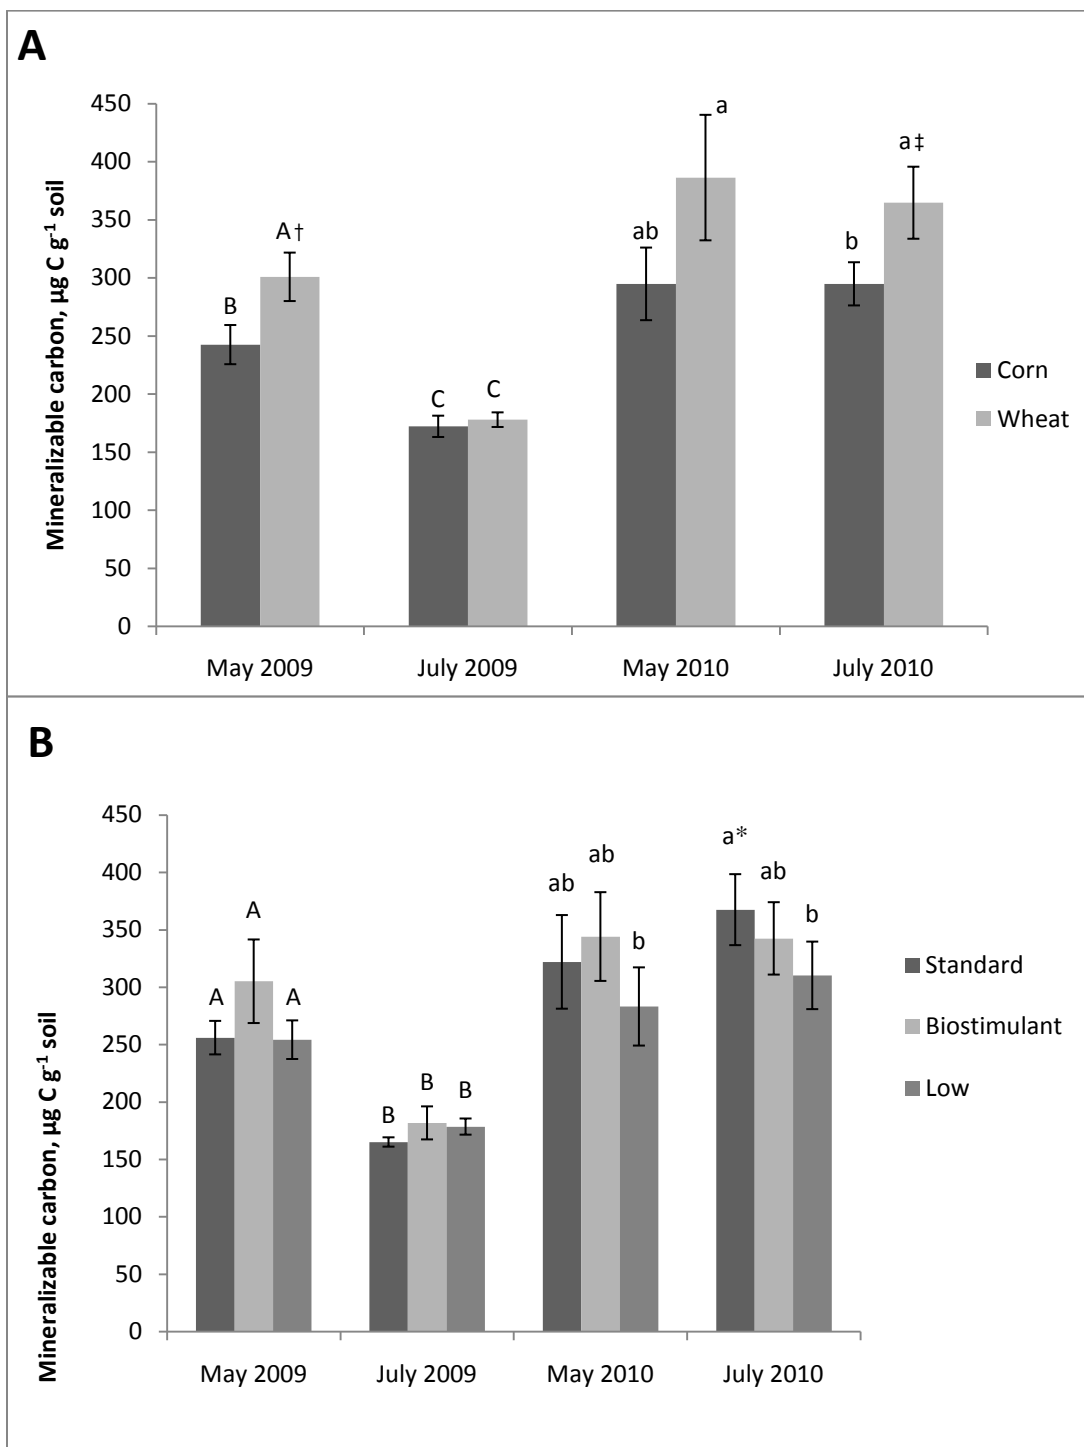 A
Mineralizable carbon, µg C g-1 soil
450
400
350
300
250
200
150
100
50
0
B
A†
C
C
ab
a
b
a‡
May 2009
July 2009
May 2010
July 2010
Corn
Wheat
B
Mineralizable carbon, µg C g-1 soil
450
400
350
300
250
200
150
100
50
0
A
A
A
B
B
B
ab
ab
b
a*
ab
b
May 2009
July 2009
May 2010
July 2010
Standard
Biostimulant
Low